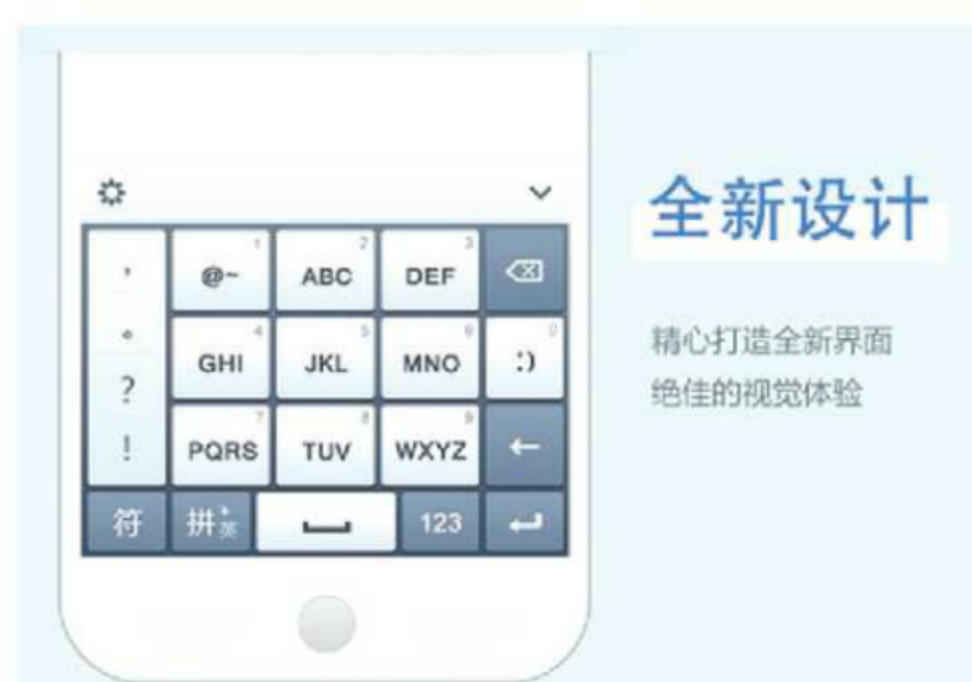 全新设计
精心打造全新界面
绝佳的视觉体验
, @~ 1 ABC 2 DEF 3
。 GHI 4 JKL 5 MNO 6 :) 0
?
! PQRS 7 TUV 8 WXYZ 9
符 拼 英 123